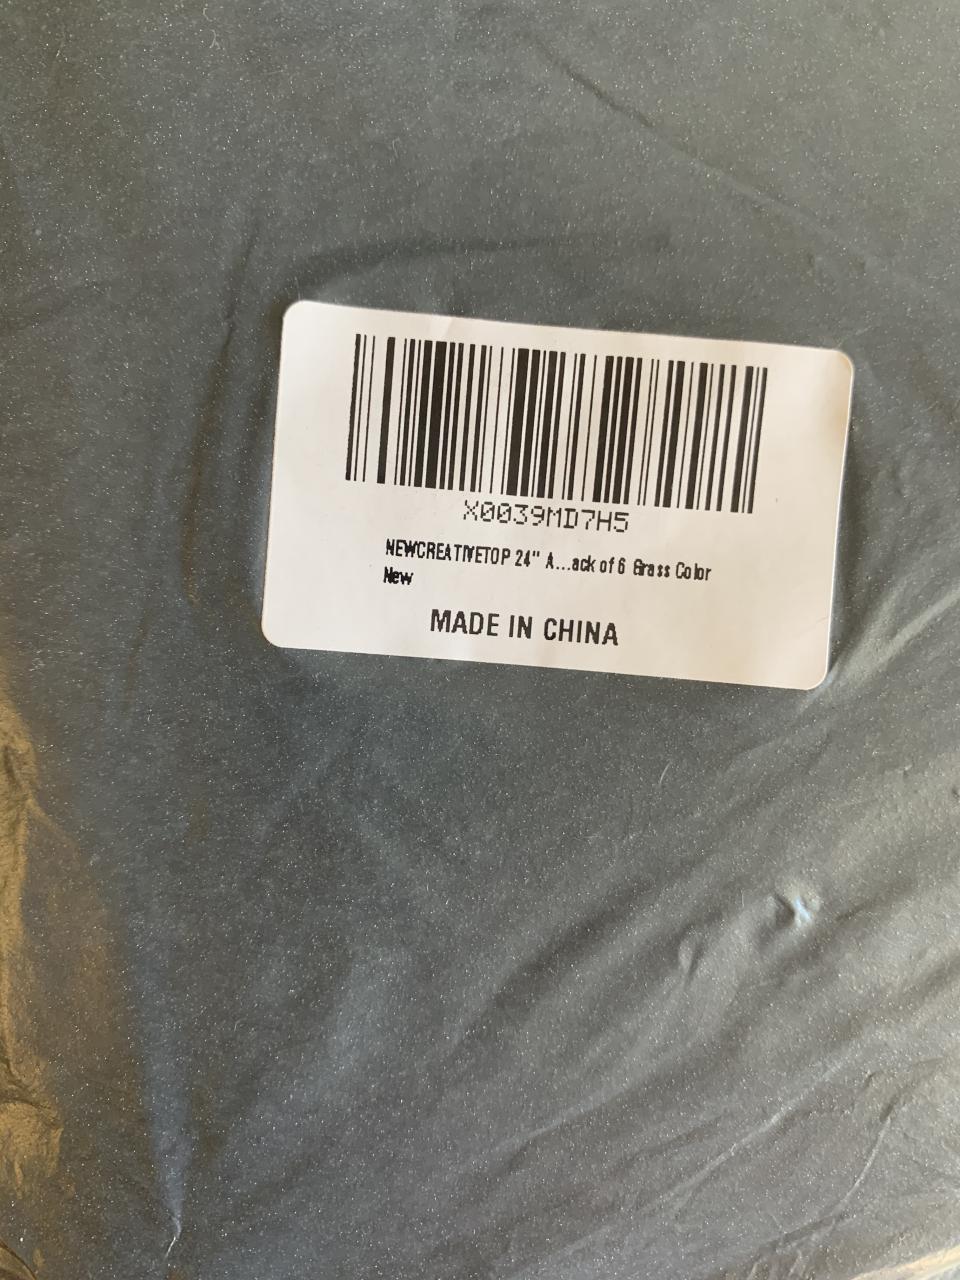 X0039MD7H5
NEWCREATIVETOP 24" A...ack of 6 Grass Color
New
MADE IN CHINA